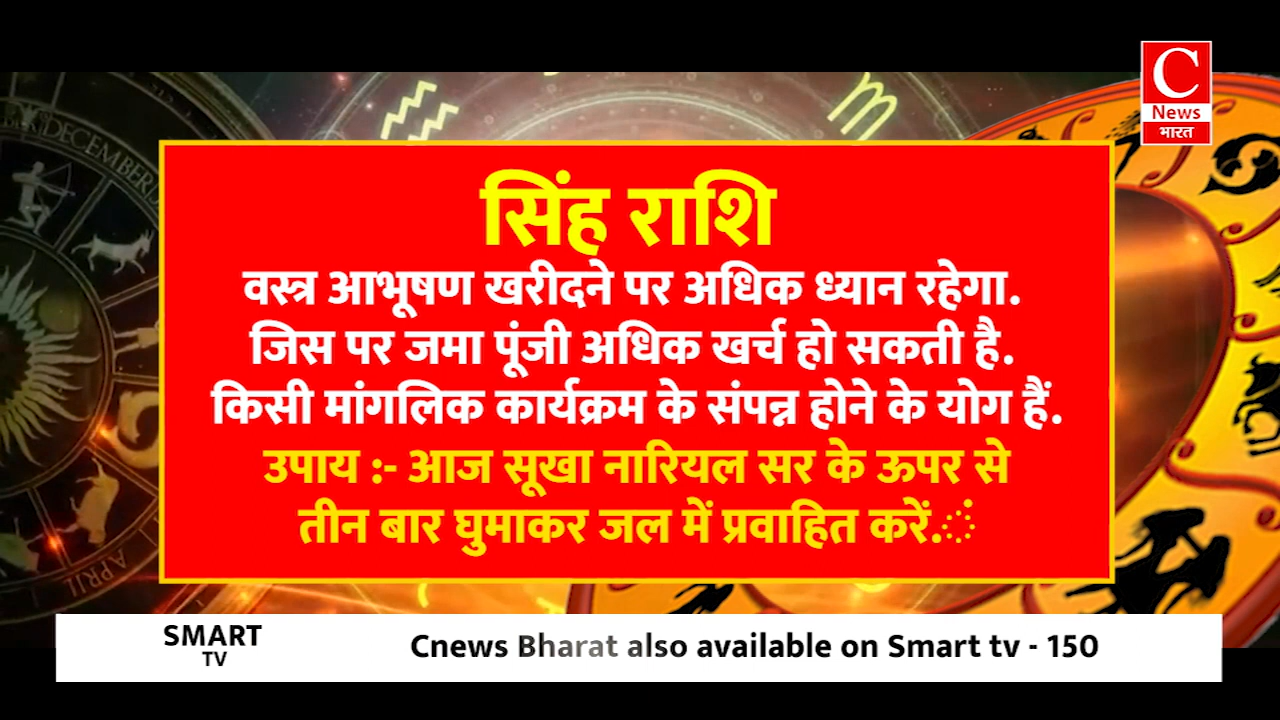 C
News
भारत
DECEMBER
सिंह राशि
वस्त्र आभूषण खरीदने पर अधिक ध्यान रहेगा.
जिस पर जमा पूंजी अधिक खर्च हो सकती है.
किसी मांगलिक कार्यक्रम के संपन्न होने के योग हैं.
उपाय :- आज सूखा नारियल सर के ऊपर से
तीन बार घुमाकर जल में प्रवाहित करें.ं
APRIL
SMART
TV
Cnews Bharat also available on Smart tv - 150